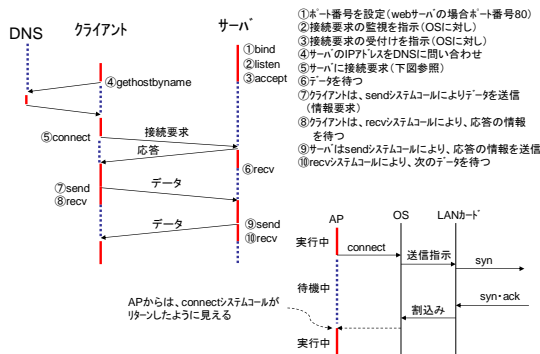 DNS
クライアント
サーバ
①bind
②listen
③accept
④gethostbyname
⑤connect
接続要求
応答
⑥recv
⑦send
⑧recv
データ
データ
⑨send
⑩recv
①ポート番号を設定(webサーバの場合ポート番号80)
②接続要求の監視を指示(OSに対し)
③接続要求の受付けを指示(OSに対し)
④サーバのIPアドレスをDNSに問い合わせ
⑤サーバに接続要求(下図参照)
⑥データを待つ
⑦クライアントは、sendシステムコールによりデータを送信
(情報要求)
⑧クライアントは、recvシステムコールにより、応答の情報
を待つ
⑨サーバはsendシステムコールにより、応答の情報を送信
⑩recvシステムコールにより、次のデータを待つ
AP
OS
LANカード
実行中
connect
送信指示
syn
待機中
syn・ack
割込み
実行中
APからは、connectシステムコールが
リターンしたように見える